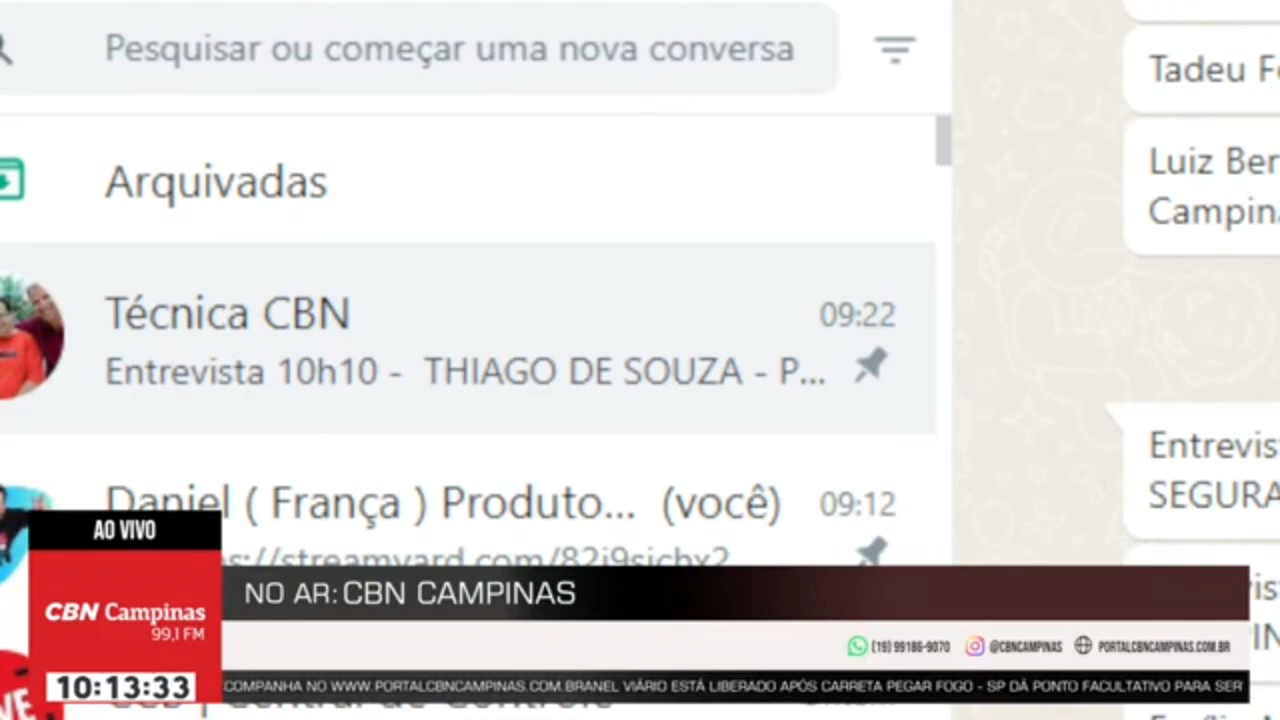 Pesquisar ou começar uma nova conversa
Arquivadas
Técnica CBN
09:22
Entrevista 10h10 - THIAGO DE SOUZA - P...
Daniel ( França ) Produto... (você)
09:12
Tadeu
Luiz
Campin
Entrevis
SEGURA
AO VIVO
CBN Campinas
99,1 FM
10:13:33
NO AR: CBN CAMPINAS
(19) 99186-9070
@CBNCAMPINAS
PORTALCBNCAMPINAS.COM.BR
COMPANHA NO WWW.PORTALCBNCAMPINAS.COM.BRANEL VIÁRIO ESTÁ LIBERADO APÓS CARRETA PEGAR FOGO - SP DÁ PONTO FACULTATIVO PARA SER